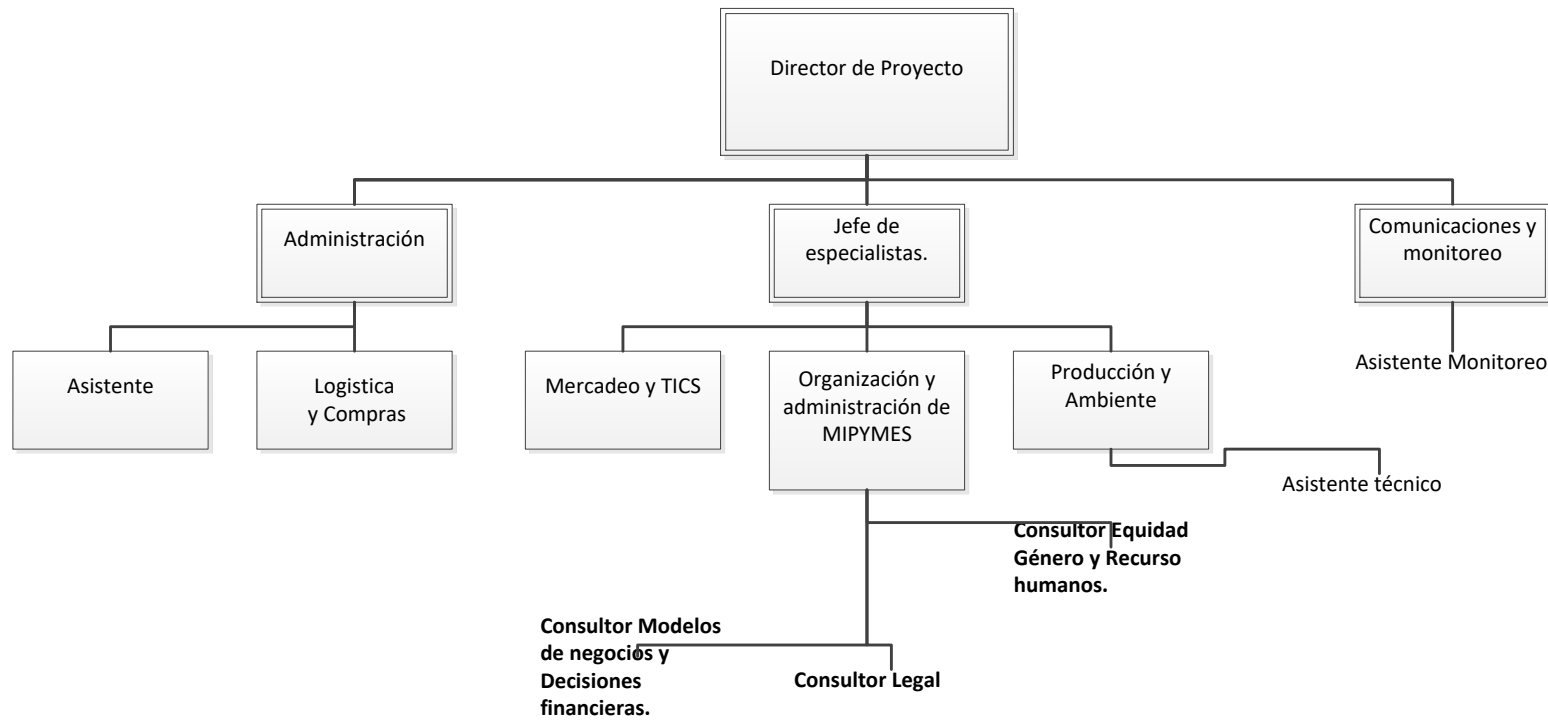 Director de Proyecto
Administración
Jefe de
especialistas.
Comunicaciones y
monitoreo
Asistente
Logistica
y Compras
Mercadeo y TICS
Organización y
administración de
MIPYMES
Producción y
Ambiente
Asistente Monitoreo
Asistente técnico
Consultor Equidad
Género y Recurso
humanos.
Consultor Modelos
de negocios y
Decisiones
financieras.
Consultor Legal